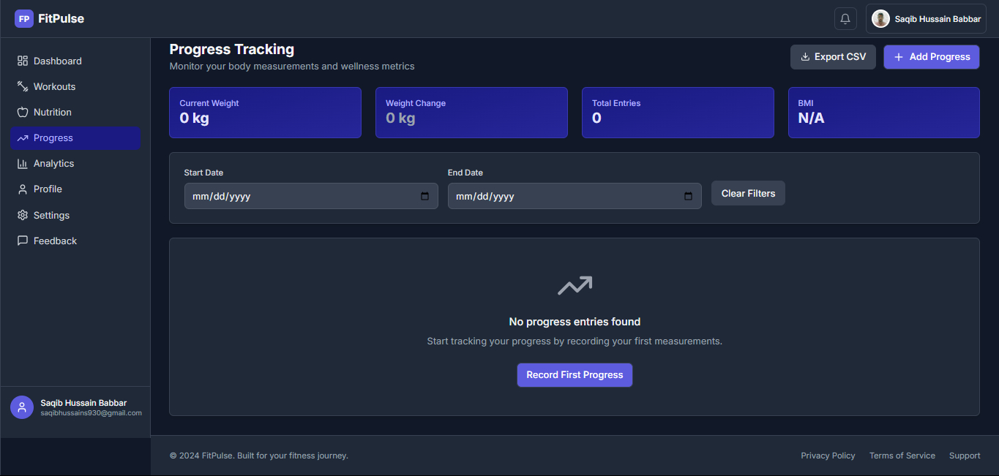 FP FitPulse
Saqib Hussain Babbar
Dashboard
Workouts
Nutrition
Progress
Analytics
Profile
Settings
Feedback
Saqib Hussain Babbar
saqibhussains930@gmail.com
Progress Tracking
Monitor your body measurements and wellness metrics
Export CSV
Add Progress
Current Weight
0 kg
Weight Change
0 kg
Total Entries
0
BMI
N/A
Start Date
mm/dd/yyyy
End Date
mm/dd/yyyy
Clear Filters
No progress entries found
Start tracking your progress by recording your first measurements.
Record First Progress
© 2024 FitPulse. Built for your fitness journey.
Privacy Policy Terms of Service Support